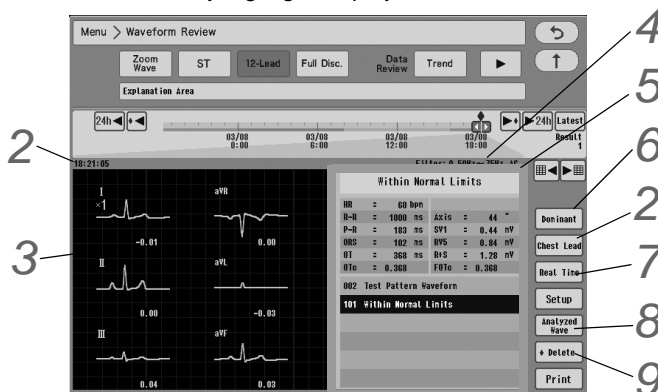 Menu > Waveform Review
Zoom Wave
ST
12-Lead
Full Disc.
Data Review
Trend
Explanation Area
24h
24h
Latest
03/08 0:00
03/08 6:00
03/08 12:00
03/08 18:00
Result 1
18:21:05
I
×1
-0.01
aVR
0.00
II
0.00
aVL
-0.03
III
0.04
aVF
0.03
Within Normal Limits
HR = 60 bpm
R-R = 1000 ms Axis = 44 °
P-R = 183 ms SV1 = 0.44 mV
QRS = 102 ms RV5 = 0.84 mV
QT = 368 ms R+S = 1.28 mV
QTc = 0.368 FQTc = 0.368
002 Test Pattern Waveform
101 Within Normal Limits
Dominant
Chest Lead
Real Time
Setup
Analyzed Wave
Delete
Print
2
3
4
5
6
2
7
8
9